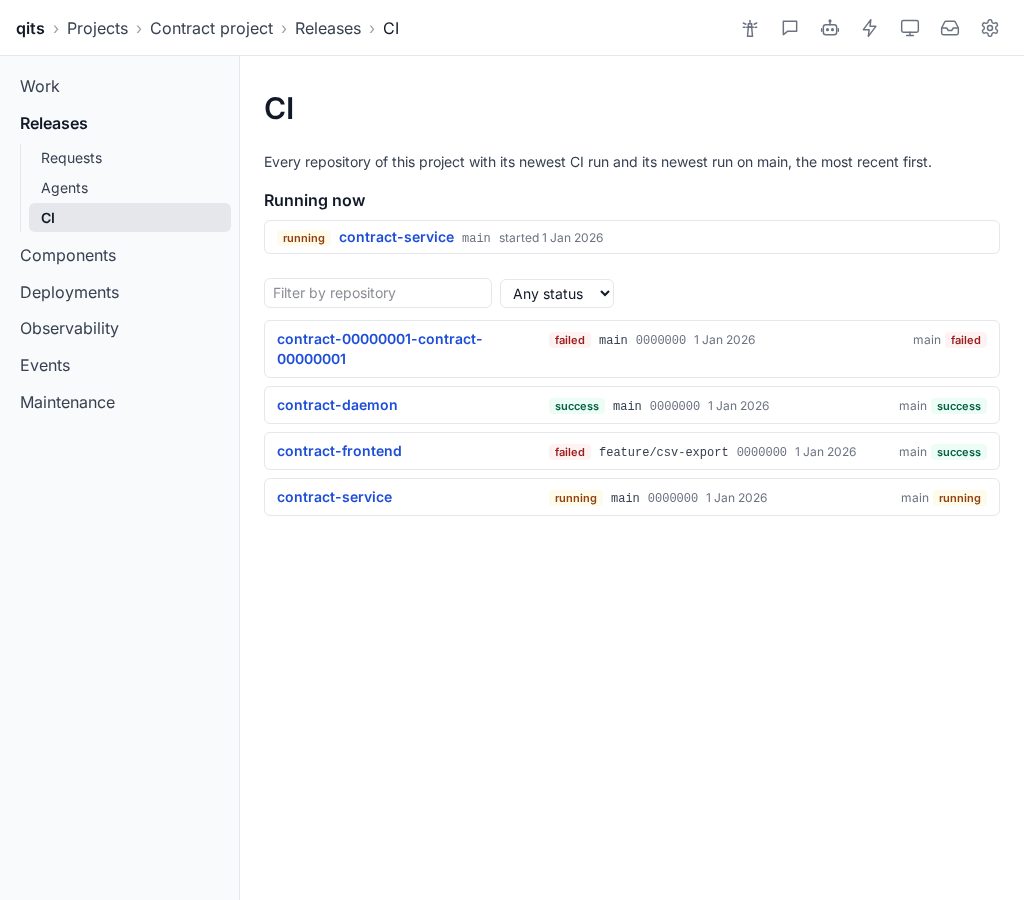 qits › Projects › Contract project › Releases › CI
Work
Releases
Requests
Agents
CI
Components
Deployments
Observability
Events
Maintenance
CI
Every repository of this project with its newest CI run and its newest run on main, the most recent first.
Running now
running contract-service main started 1 Jan 2026
Filter by repository Any status
contract-00000001-contract-
00000001 failed main 0000000 1 Jan 2026 main failed
contract-daemon success main 0000000 1 Jan 2026 main success
contract-frontend failed feature/csv-export 0000000 1 Jan 2026 main success
contract-service running main 0000000 1 Jan 2026 main running